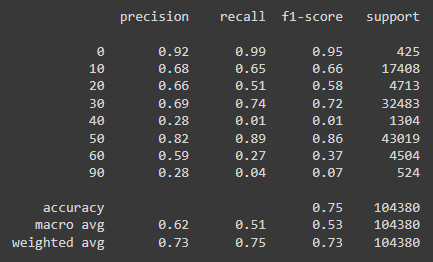 precision recall f1-score support
0 0.92 0.99 0.95 425
10 0.68 0.65 0.66 17408
20 0.66 0.51 0.58 4713
30 0.69 0.74 0.72 32483
40 0.28 0.01 0.01 1304
50 0.82 0.89 0.86 43019
60 0.59 0.27 0.37 4504
90 0.28 0.04 0.07 524
accuracy 0.75 104380
macro avg 0.62 0.51 0.53 104380
weighted avg 0.73 0.75 0.73 104380